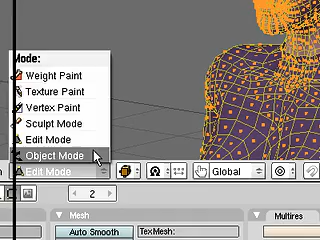 Mode:
Weight Paint
Texture Paint
Vertex Paint
Sculpt Mode
Edit Mode
Object Mode
Edit Mode
Global
2
Mesh
Multires
Auto Smooth
TexMesh: